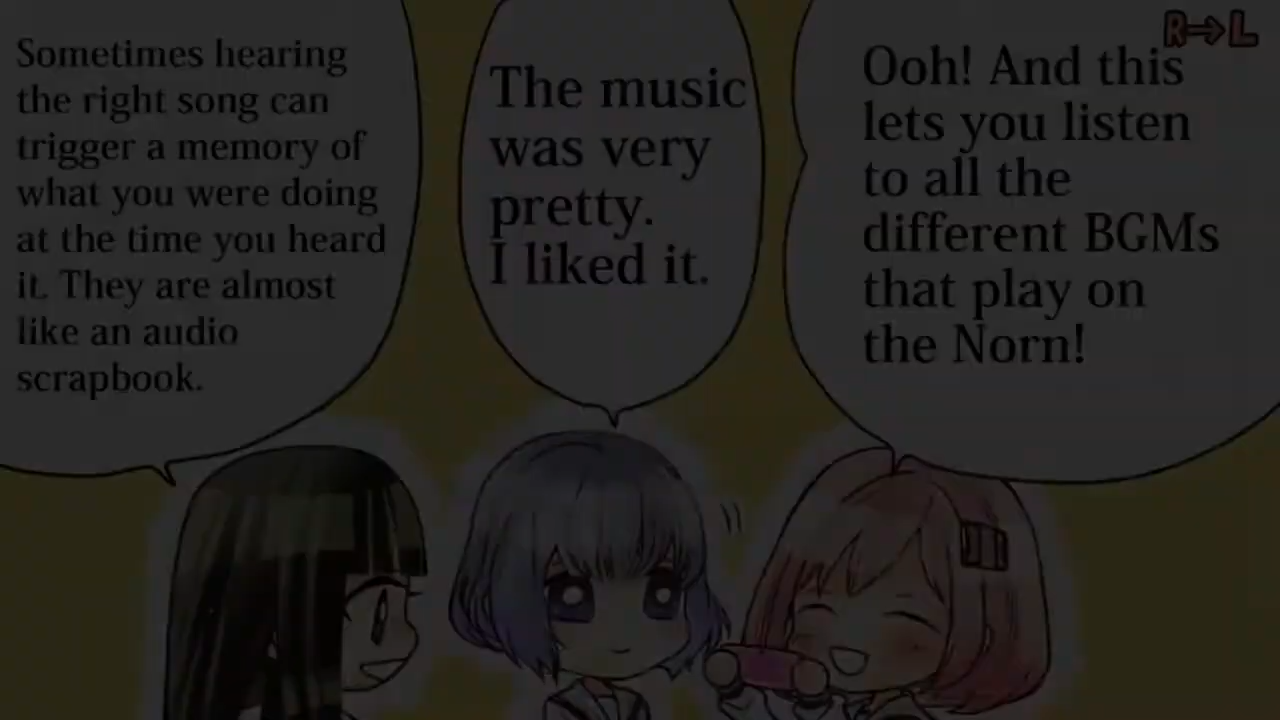 R→L
Ooh! And this
lets you listen
to all the
different BGMs
that play on
the Norn!
The music
was very
pretty.
I liked it.
Sometimes hearing
the right song can
trigger a memory of
what you were doing
at the time you heard
it. They are almost
like an audio
scrapbook.